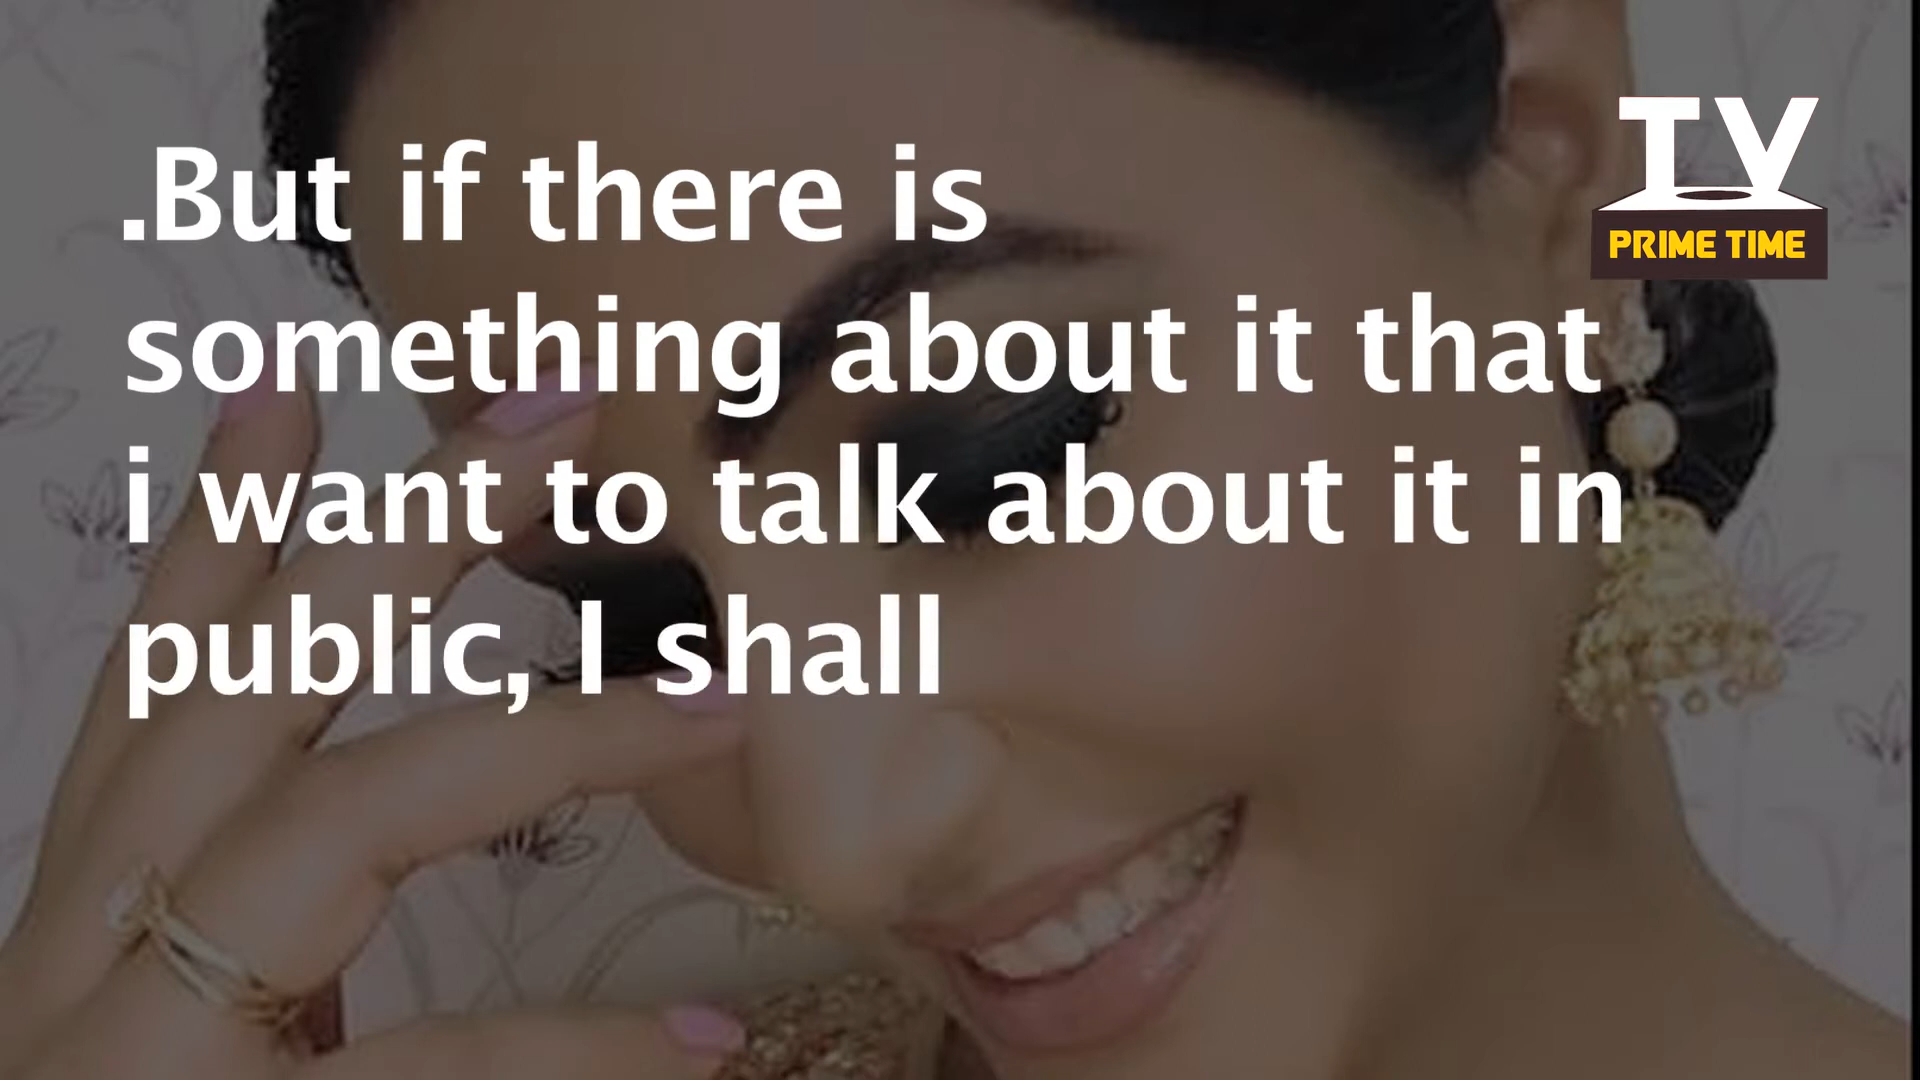 .But if there is
something about it that
i want to talk about it in
public, I shall
TV
PRIME TIME